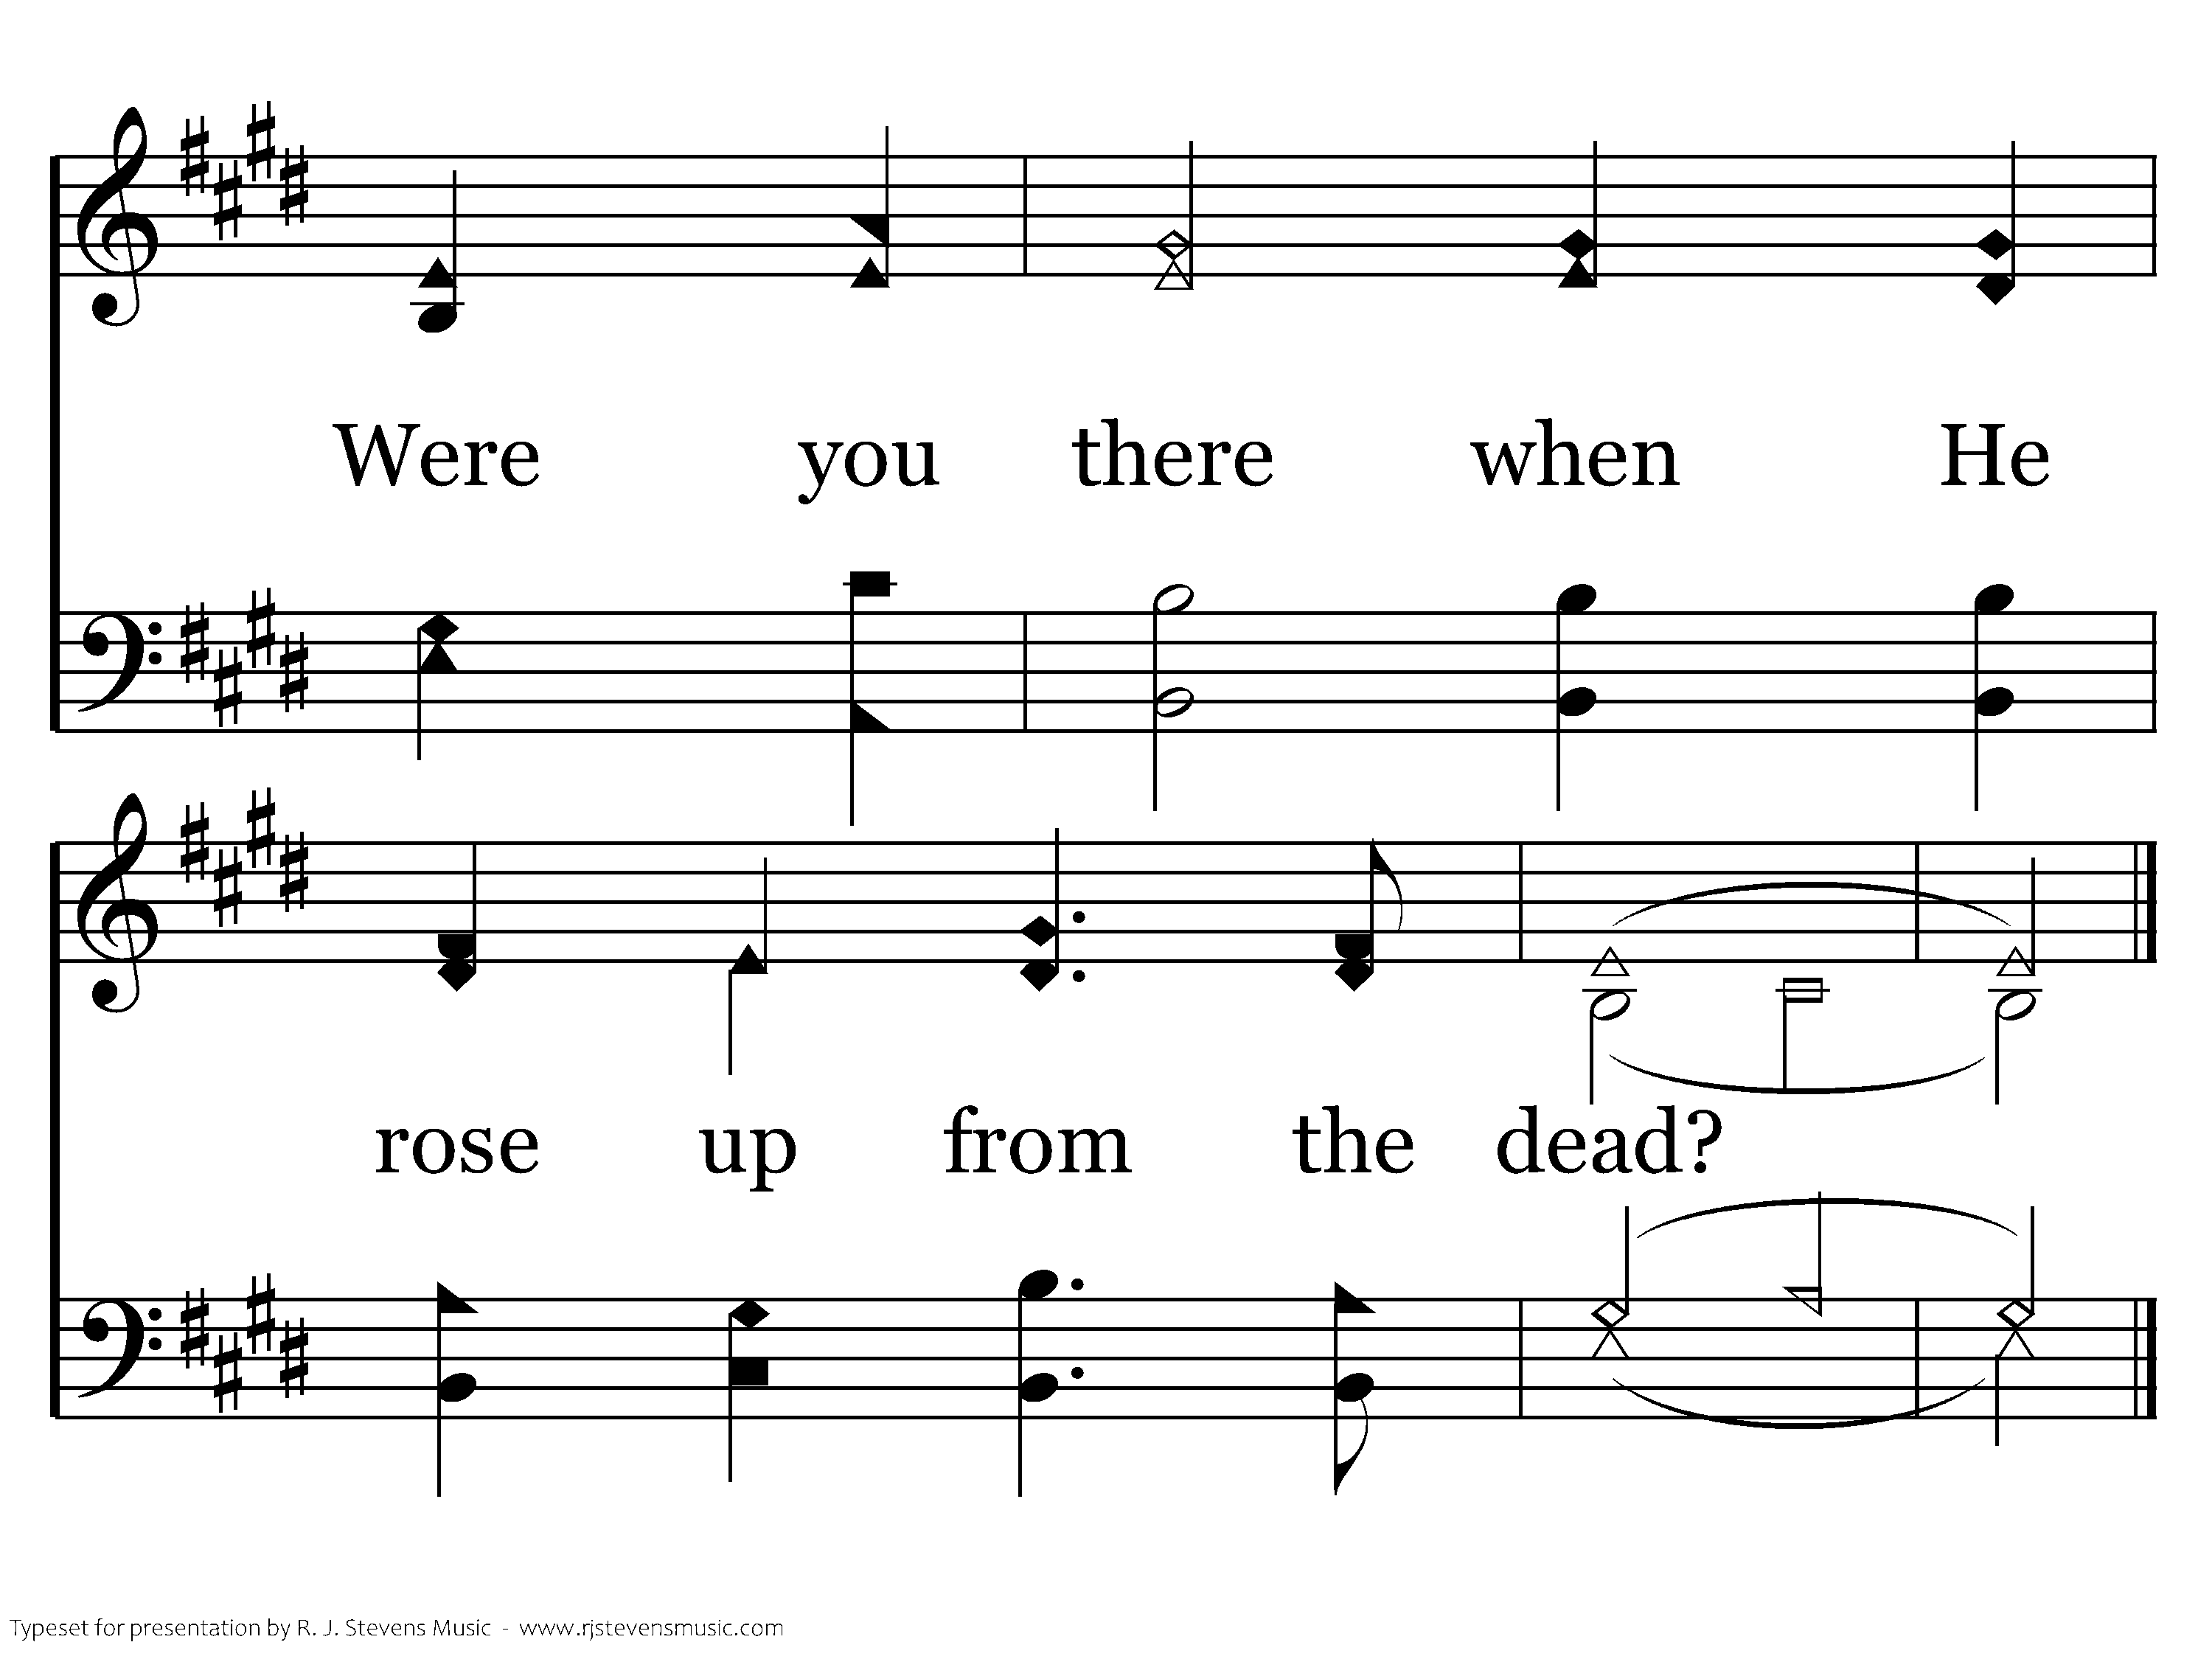 Were you there when He
rose up from the dead?
Typeset for presentation by R. J. Stevens Music - www.rjstevensmusic.com